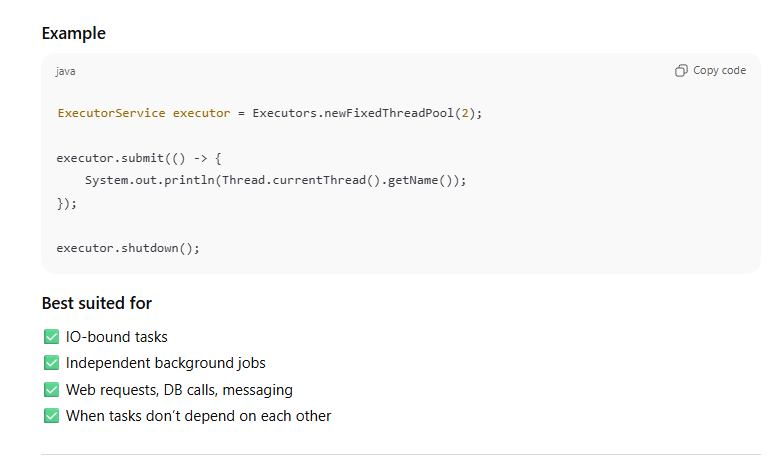 Example
java
Copy code
ExecutorService executor = Executors.newFixedThreadPool(2);
executor.submit(() -> {
    System.out.println(Thread.currentThread().getName());
});
executor.shutdown();
Best suited for
✅ IO-bound tasks
✅ Independent background jobs
✅ Web requests, DB calls, messaging
✅ When tasks don’t depend on each other